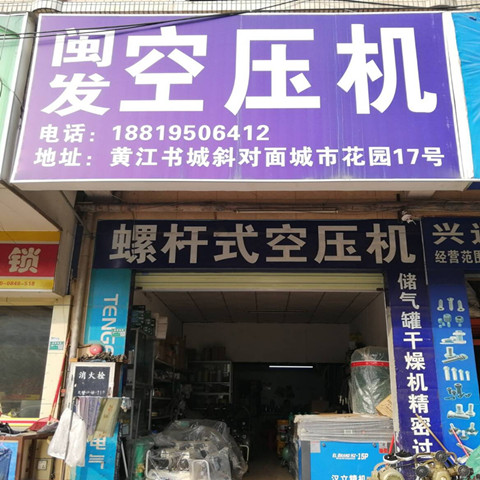 闽发 空压机
电话：18819506412
地址：黄江书城斜对面城市花园17号
螺杆式空压机
储气罐干燥机精密过
兴
经营范围
锁
TENG
消火栓
15P